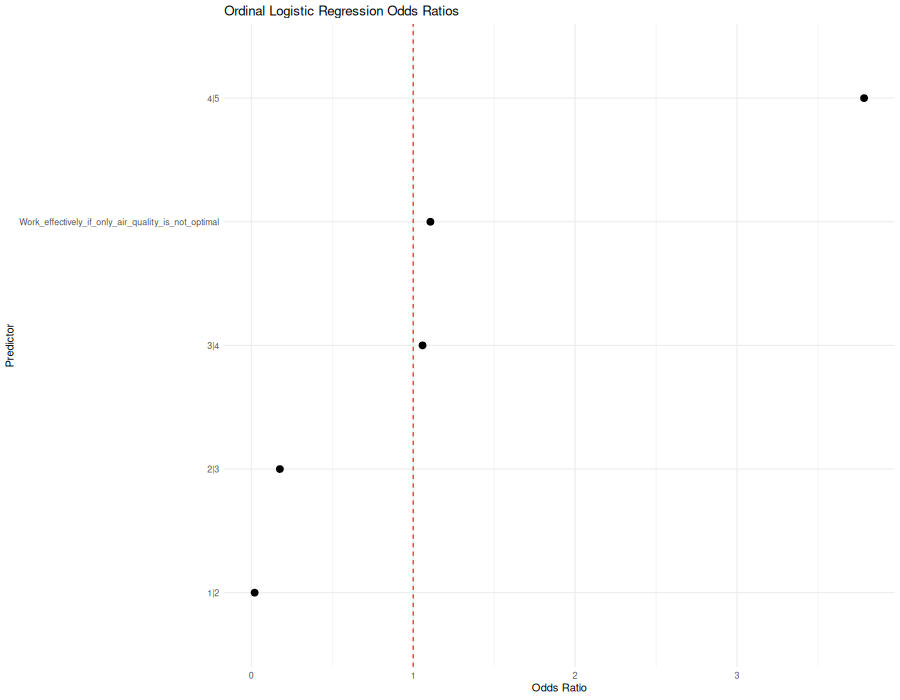 Ordinal Logistic Regression Odds Ratios
4|5
Work_effectively_if_only_air_quality_is_not_optimal
Predictor
3|4
2|3
1|2
0 1 2 3
Odds Ratio